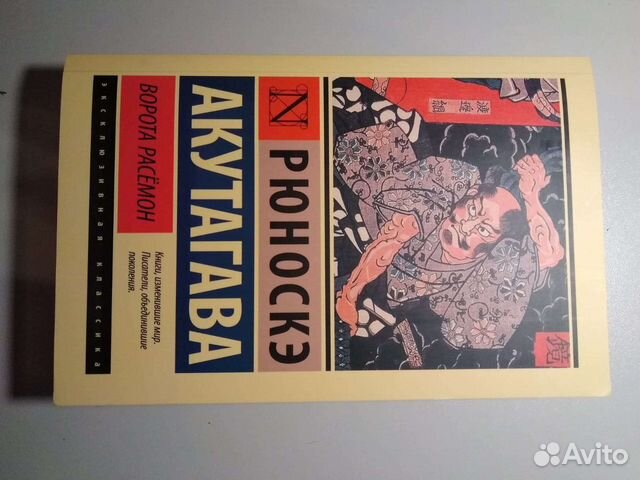 ЭКСКЛЮЗИВНАЯ КЛАССИКА
N
РЮНОСКЭ
АКУТАГАВА
ВОРОТА РАСЁМОН
Книги, изменившие мир.
Писатели, объединившие
поколения.
Avito